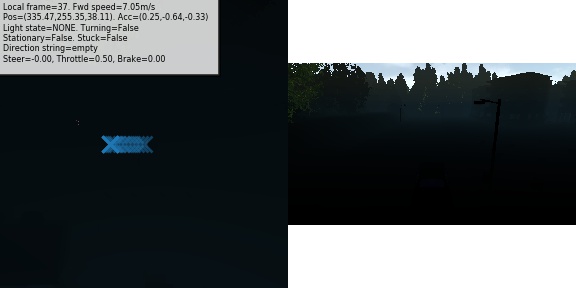 Local frame=37. Fwd speed=7.05m/s
Pos=(335.47,255.35,38.11). Acc=(0.25,-0.64,-0.33)
Light state=NONE. Turning=False
Stationary=False. Stuck=False
Direction string=empty
Steer=-0.00, Throttle=0.50, Brake=0.00